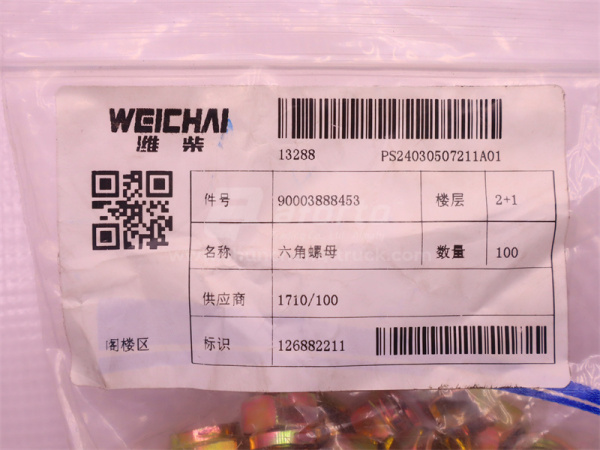 WEICHAI
潍柴
13288 PS24030507211A01
件号 90003888453 楼层 2+1
名称 六角螺母 数量 100
供应商 1710/100
阁楼区 标识 126882211